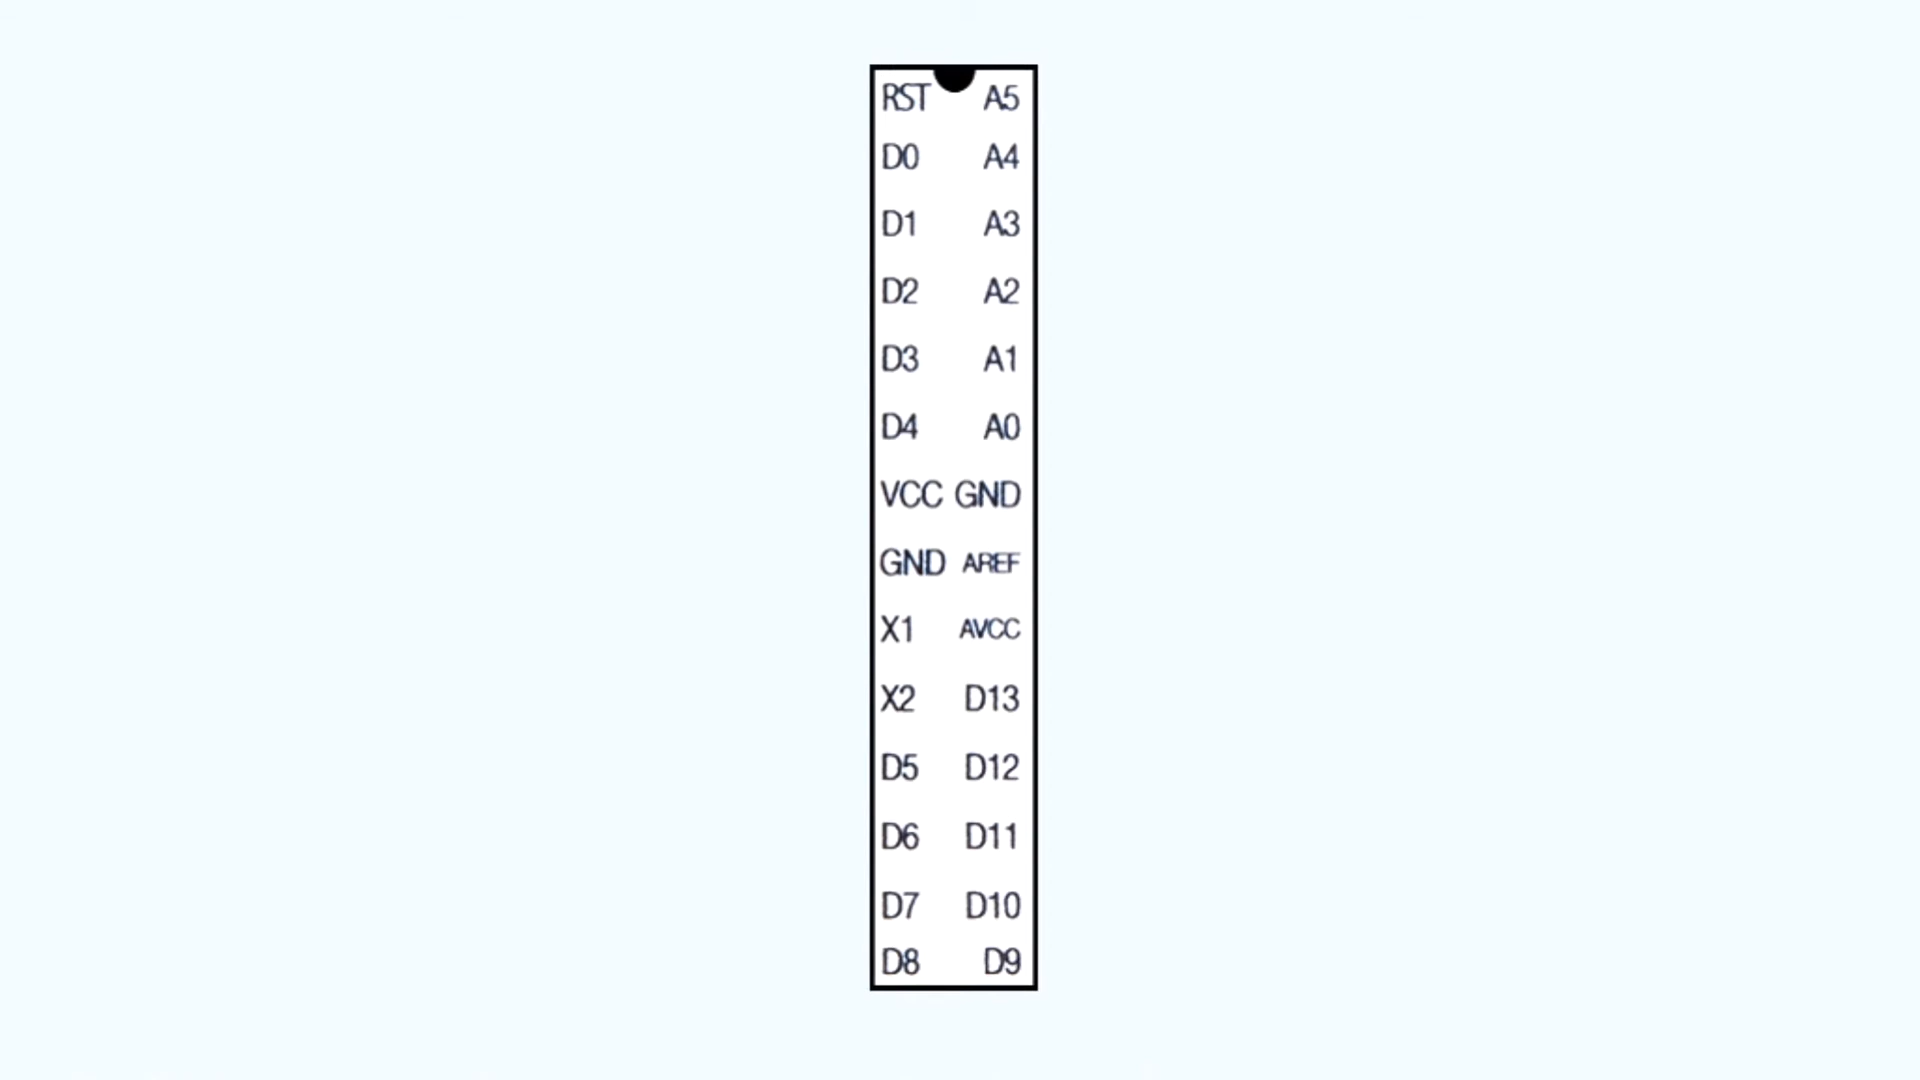 RST A5
D0 A4
D1 A3
D2 A2
D3 A1
D4 A0
VCC GND
GND AREF
X1 AVCC
X2 D13
D5 D12
D6 D11
D7 D10
D8 D9